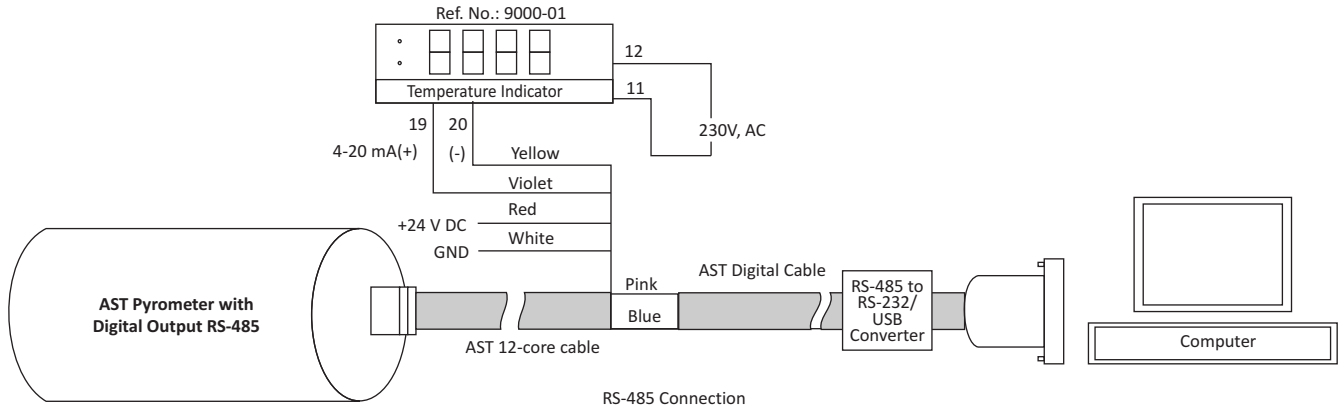 Ref. No.: 9000-01
12
Temperature Indicator
11
19
20
230V, AC
4-20 mA(+)
(-)
Yellow
Violet
Red
+24 V DC
White
GND
AST Digital Cable
Pink
RS-485 to
RS-232/
USB
Converter
AST Pyrometer with
Digital Output RS-485
Blue
Computer
AST 12-core cable
RS-485 Connection